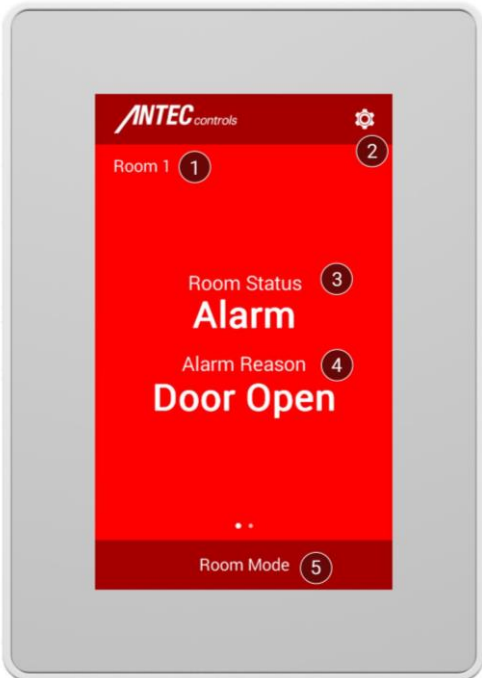 ANTEC controls
Room 1 1
2
Room Status 3
Alarm
Alarm Reason 4
Door Open
Room Mode 5